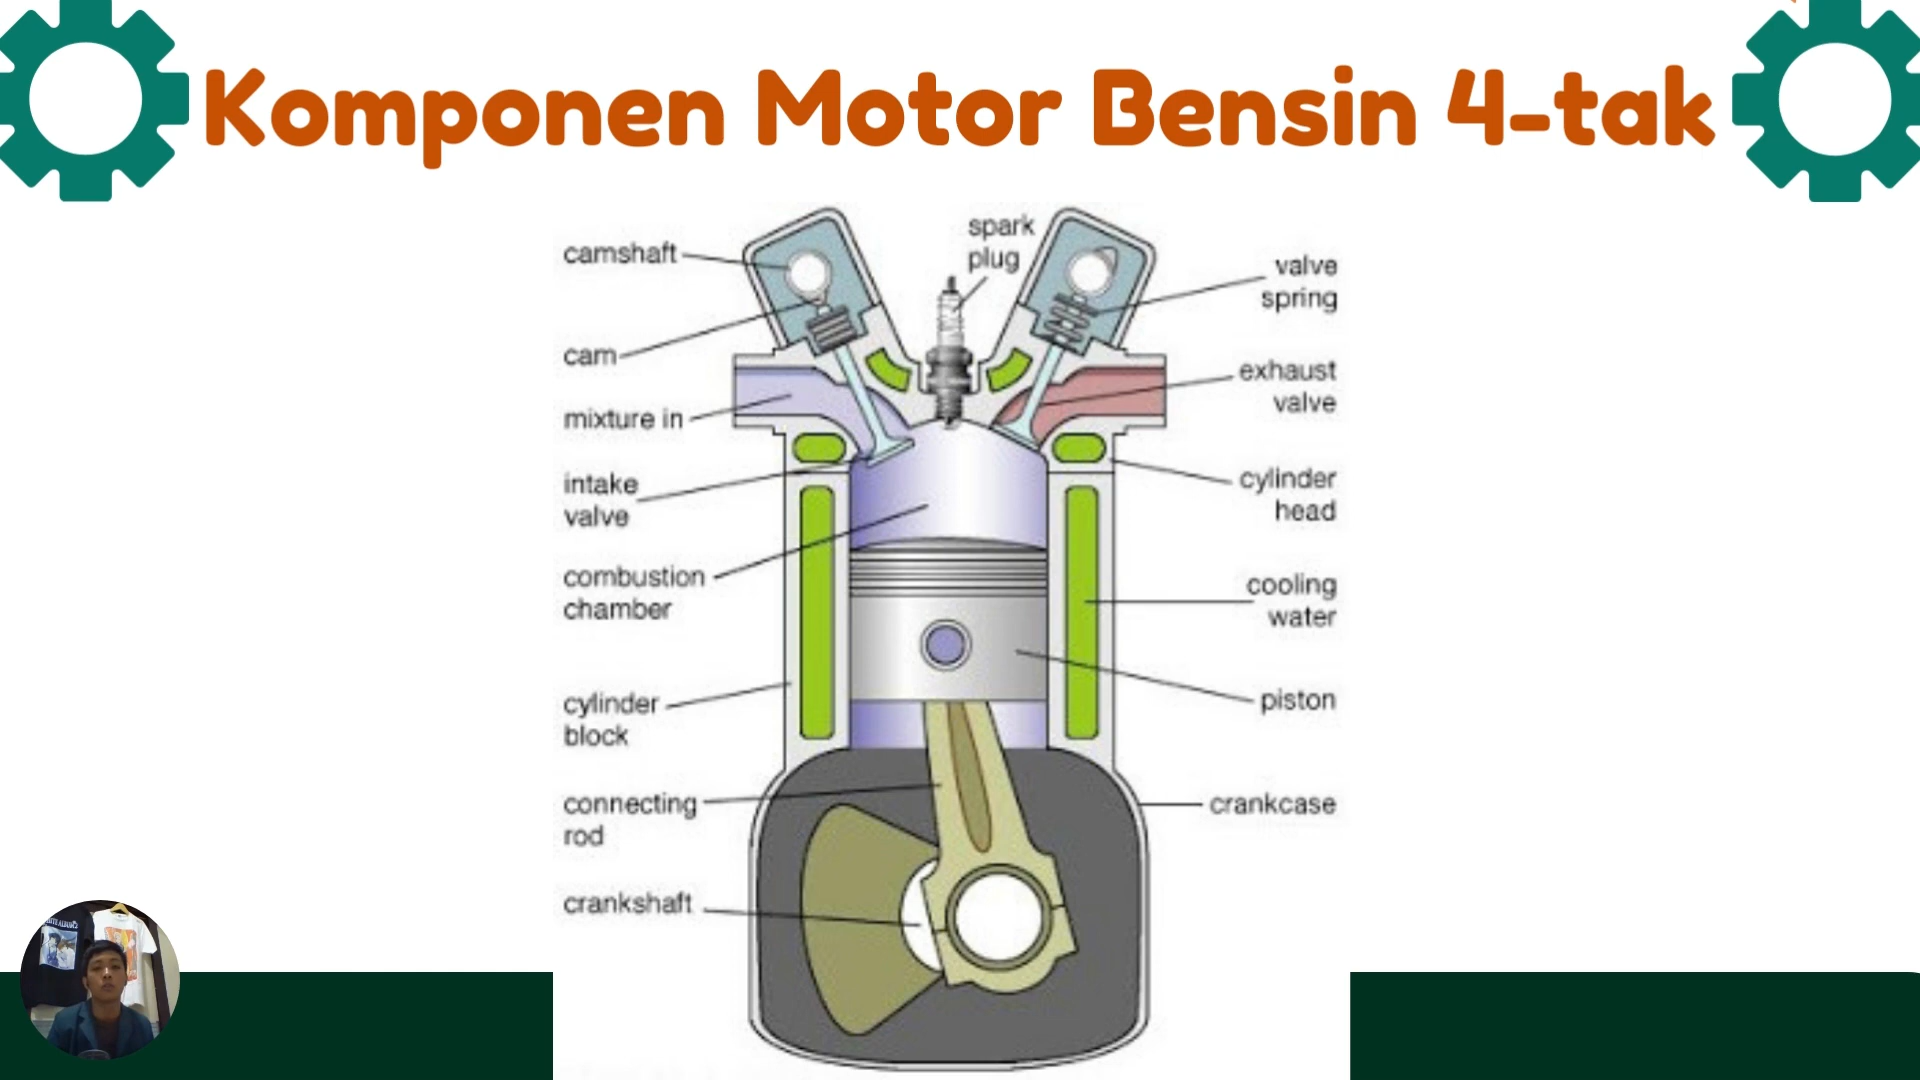 Komponen Motor Bensin 4-tak
camshaft
cam
mixture in
intake
valve
combustion
chamber
cylinder
block
connecting
rod
crankshaft
spark
plug
valve
spring
exhaust
valve
cylinder
head
cooling
water
piston
crankcase